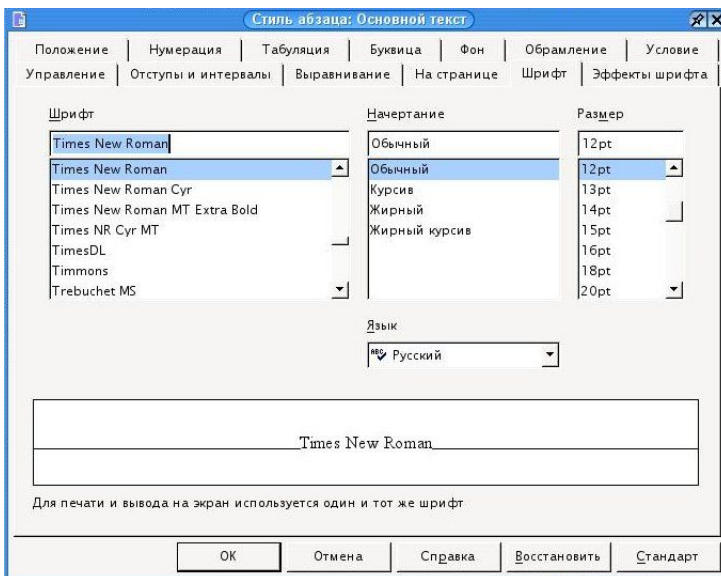 Стиль абзаца: Основной текст
Положение Нумерация Табуляция Буквица Фон Обрамление Условие
Управление Отступы и интервалы Выравнивание На странице Шрифт Эффекты шрифта
Шрифт Начертание Размер
Times New Roman Обычный 12pt
Times New Roman Обычный 12pt
Times New Roman Cyr Курсив 13pt
Times New Roman MT Extra Bold Жирный 14pt
Times NR Cyr MT Жирный курсив 15pt
TimesDL 16pt
Timmons 18pt
Trebuchet MS 20pt
Язык
ABC Русский
Times New Roman
Для печати и вывода на экран используется один и тот же шрифт
OK Отмена Справка Восстановить Стандарт